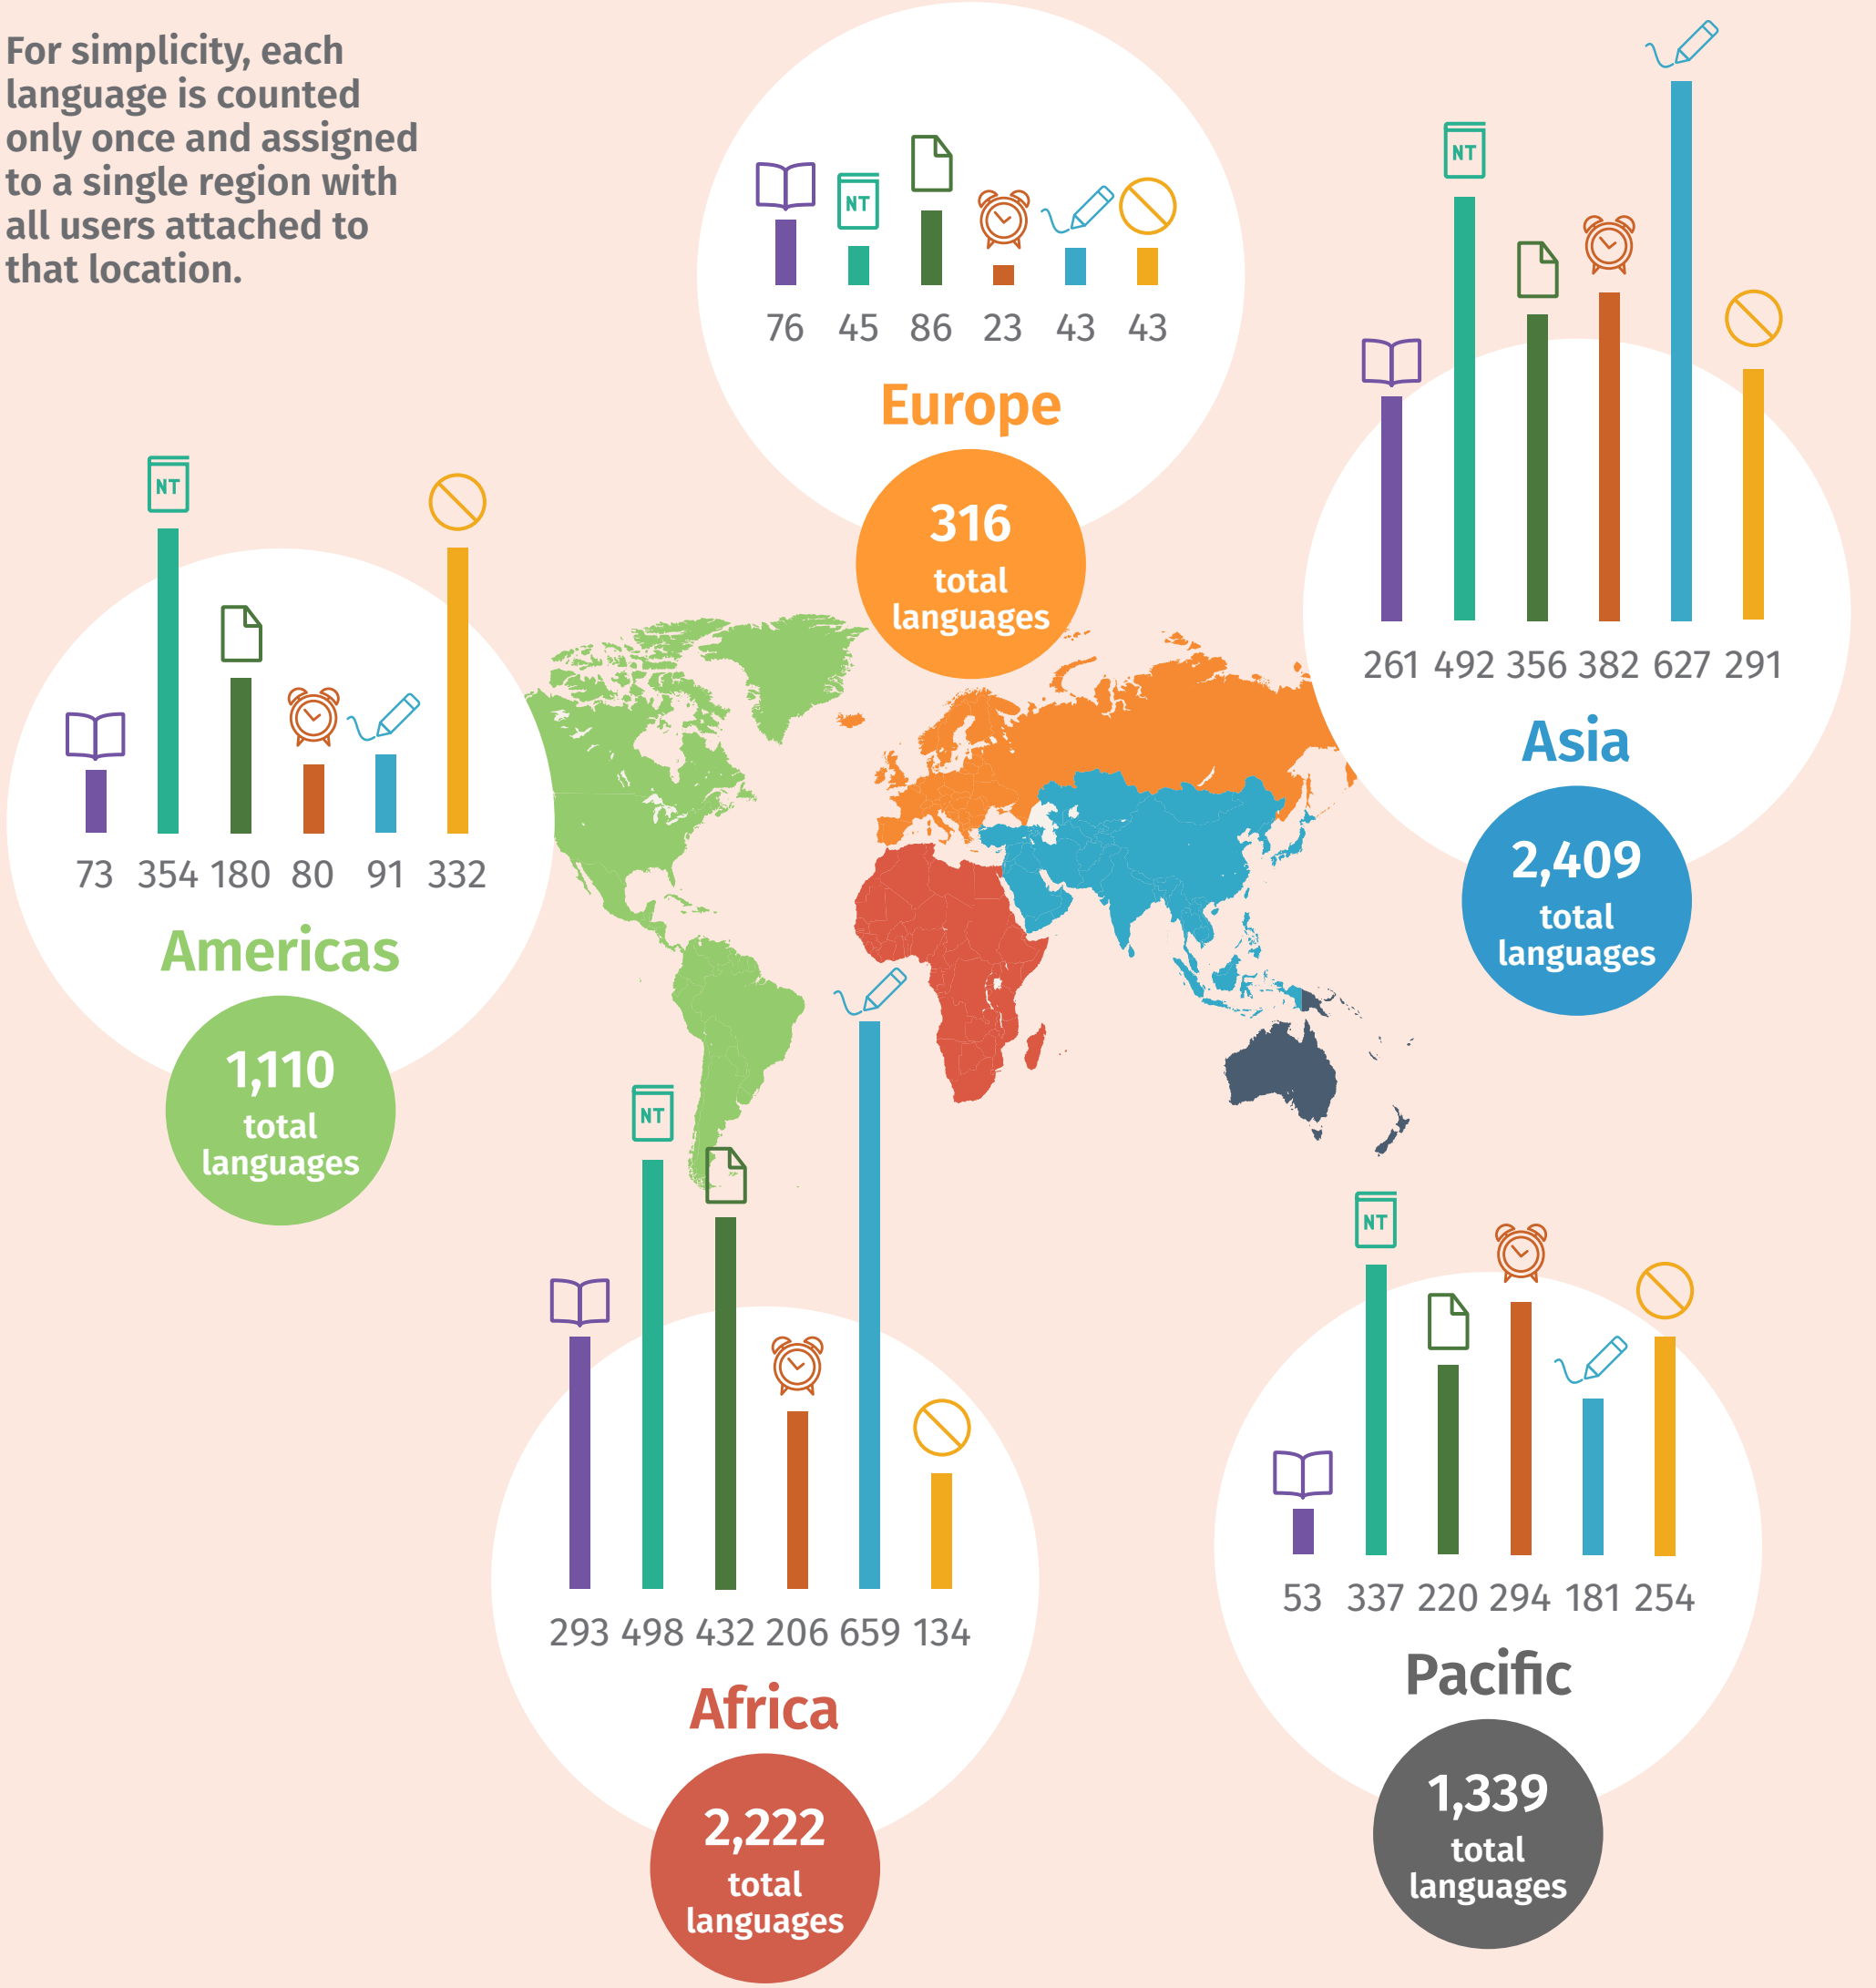 For simplicity, each
language is counted
only once and assigned
to a single region with
all users attached to
that location.
NT
76 45 86 23 43 43
Europe
316
total
languages
NT
261 492 356 382 627 291
Asia
2,409
total
languages
NT
73 354 180 80 91 332
Americas
1,110
total
languages
NT
293 498 432 206 659 134
Africa
2,222
total
languages
NT
53 337 220 294 181 254
Pacific
1,339
total
languages